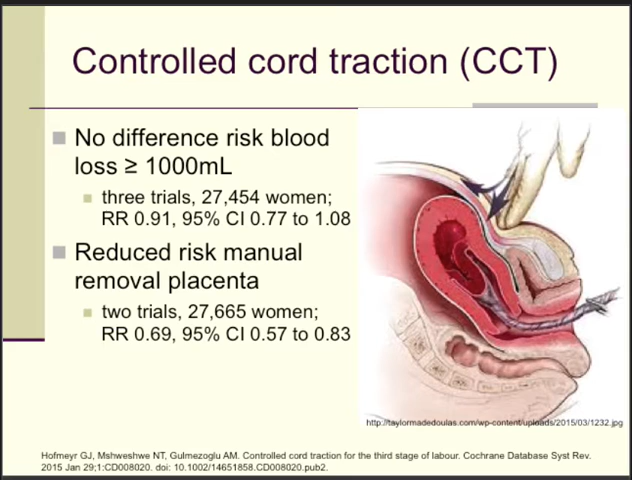 Controlled cord traction (CCT)
No difference risk blood
loss ≥ 1000mL
three trials, 27,454 women;
RR 0.91, 95% CI 0.77 to 1.08
Reduced risk manual
removal placenta
two trials, 27,665 women;
RR 0.69, 95% CI 0.57 to 0.83
http://taylormadedoulas.com/wp-content/uploads/2015/03/1232.jpg
Hofmeyr GJ, Mshweshwe NT, Gulmezoglu AM. Controlled cord traction for the third stage of labour. Cochrane Database Syst Rev.
2015 Jan 29;1:CD008020. doi: 10.1002/14651858.CD008020.pub2.